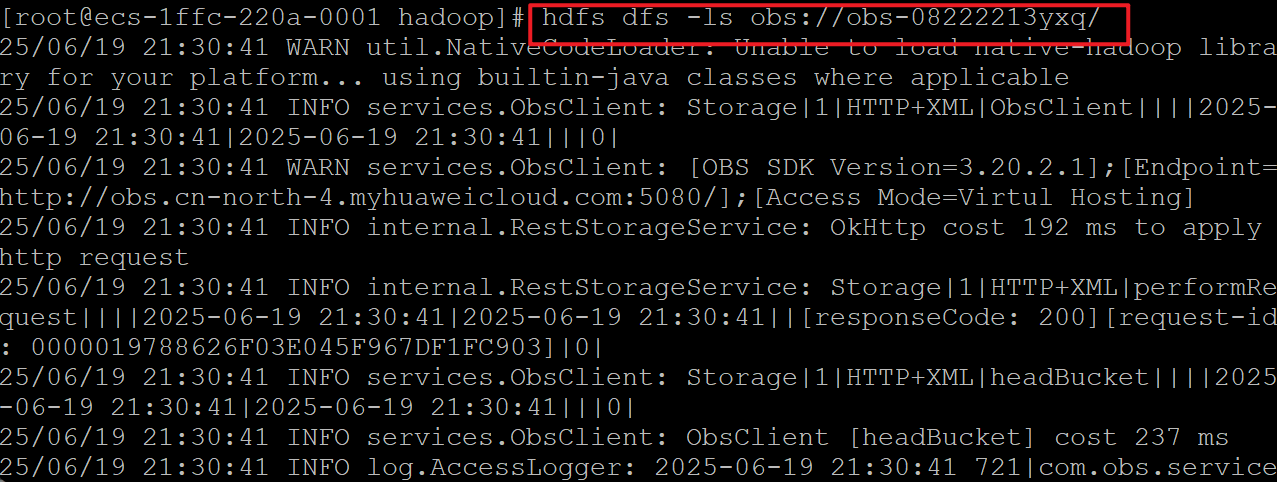 [root@ecs-1ffc-220a-0001 hadoop]# hdfs dfs -ls obs://obs-08222213yxq/
25/06/19 21:30:41 WARN util.NativeCodeLoader: Unable to load native-hadoop libra
ry for your platform... using builtin-java classes where applicable
25/06/19 21:30:41 INFO services.ObsClient: Storage|1|HTTP+XML|ObsClient||||2025-
06-19 21:30:41|2025-06-19 21:30:41|||0|
25/06/19 21:30:41 WARN services.ObsClient: [OBS SDK Version=3.20.2.1];[Endpoint=
http://obs.cn-north-4.myhuaweicloud.com:5080/];[Access Mode=Virtul Hosting]
25/06/19 21:30:41 INFO internal.RestStorageService: OkHttp cost 192 ms to apply
http request
25/06/19 21:30:41 INFO internal.RestStorageService: Storage|1|HTTP+XML|performRe
quest||||2025-06-19 21:30:41|2025-06-19 21:30:41||[responseCode: 200][request-id
: 0000019788626F03E045F967DF1FC903]|0|
25/06/19 21:30:41 INFO services.ObsClient: Storage|1|HTTP+XML|headBucket||||2025
-06-19 21:30:41|2025-06-19 21:30:41|||0|
25/06/19 21:30:41 INFO services.ObsClient: ObsClient [headBucket] cost 237 ms
25/06/19 21:30:41 INFO log.AccessLogger: 2025-06-19 21:30:41 721|com.obs.service